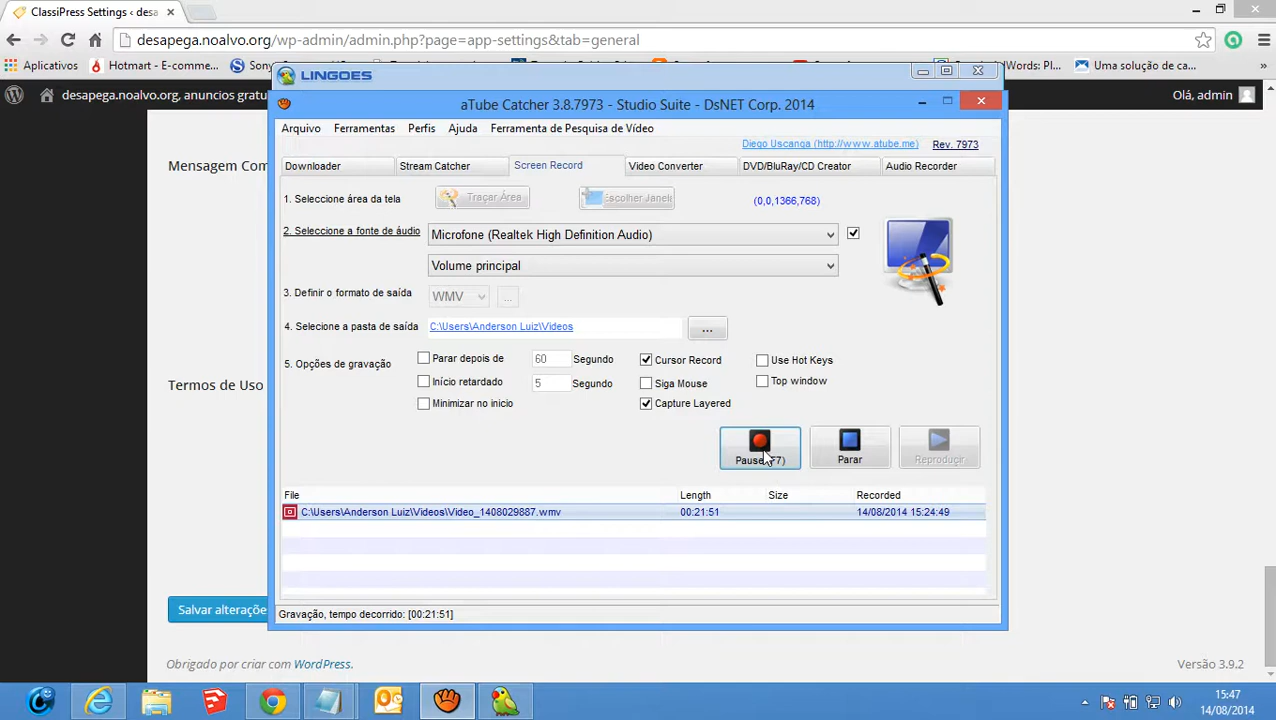 ClassiPress Settings ‹ desa
desapega.noalvo.org/wp-admin/admin.php?page=app-settings&tab=general
Aplicativos
Hotmart - E-comme...
Sony
Uma solução de ca...
desapega.noalvo.org, anuncios gratu
Olá, admin
LINGOES
aTube Catcher 3.8.7973 - Studio Suite - DsNET Corp. 2014
Arquivo Ferramentas Perfis Ajuda Ferramenta de Pesquisa de Vídeo
Diego Uscanga (http://www.atube.me) Rev. 7973
Downloader Stream Catcher Screen Record Video Converter DVD/BluRay/CD Creator Audio Recorder
Mensagem Com
1. Seleccione área da tela Traçar Área Escolher Janela (0,0,1366,768)
2. Seleccione a fonte de áudio Microfone (Realtek High Definition Audio)
Volume principal
3. Definir o formato de saída WMV ...
4. Selecione a pasta de saída C:\Users\Anderson Luiz\Videos ...
5. Opções de gravação
Parar depois de 60 Segundo Cursor Record Use Hot Keys
Início retardado 5 Segundo Siga Mouse Top window
Minimizar no inicio Capture Layered
Termos de Uso
Pause (F7) Parar Reproduçir
File Length Size Recorded
C:\Users\Anderson Luiz\Videos\Video_1408029887.wmv 00:21:51 14/08/2014 15:24:49
Salvar alteraçõe
Gravação, tempo decorrido: [00:21:51]
Obrigado por criar com WordPress.
Versão 3.9.2
15:47
14/08/2014